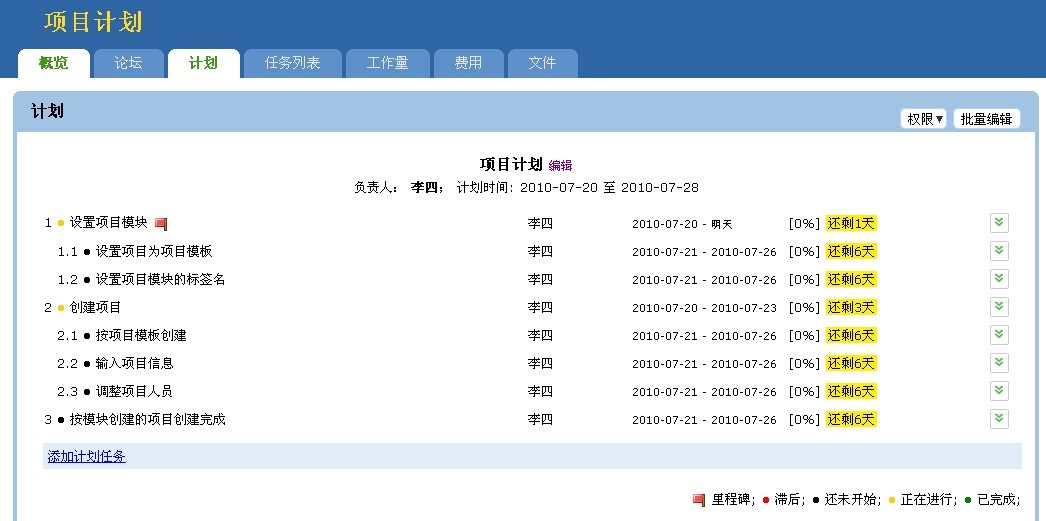 项目计划
概览 论坛 计划 任务列表 工作量 费用 文件
计划
权限▼ 批量编辑
项目计划 编辑
负责人： 李四； 计划时间：2010-07-20 至 2010-07-28
1 ● 设置项目模块 李四 2010-07-20 - 明天 [0%] 还剩1天
1.1 ● 设置项目为项目模板 李四 2010-07-21 - 2010-07-26 [0%] 还剩6天
1.2 ● 设置项目模块的标签名 李四 2010-07-21 - 2010-07-26 [0%] 还剩6天
2 ● 创建项目 李四 2010-07-20 - 2010-07-23 [0%] 还剩3天
2.1 ● 按项目模板创建 李四 2010-07-21 - 2010-07-26 [0%] 还剩6天
2.2 ● 输入项目信息 李四 2010-07-21 - 2010-07-26 [0%] 还剩6天
2.3 ● 调整项目人员 李四 2010-07-21 - 2010-07-26 [0%] 还剩6天
3 ● 按模块创建的项目创建完成 李四 2010-07-21 - 2010-07-26 [0%] 还剩6天
添加计划任务
里程碑； ● 滞后； ● 还未开始； ● 正在进行； ● 已完成；